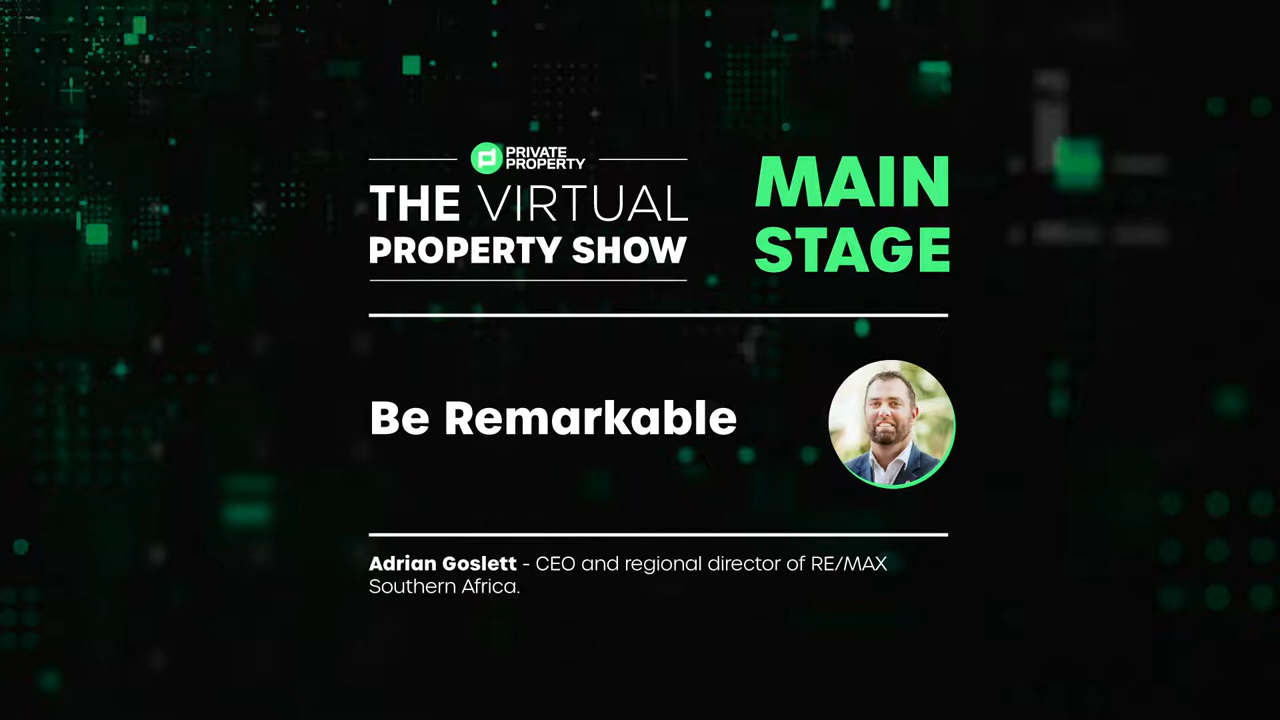 PRIVATE
PROPERTY
THE VIRTUAL
PROPERTY SHOW
MAIN
STAGE
Be Remarkable
Adrian Goslett - CEO and regional director of RE/MAX
Southern Africa.